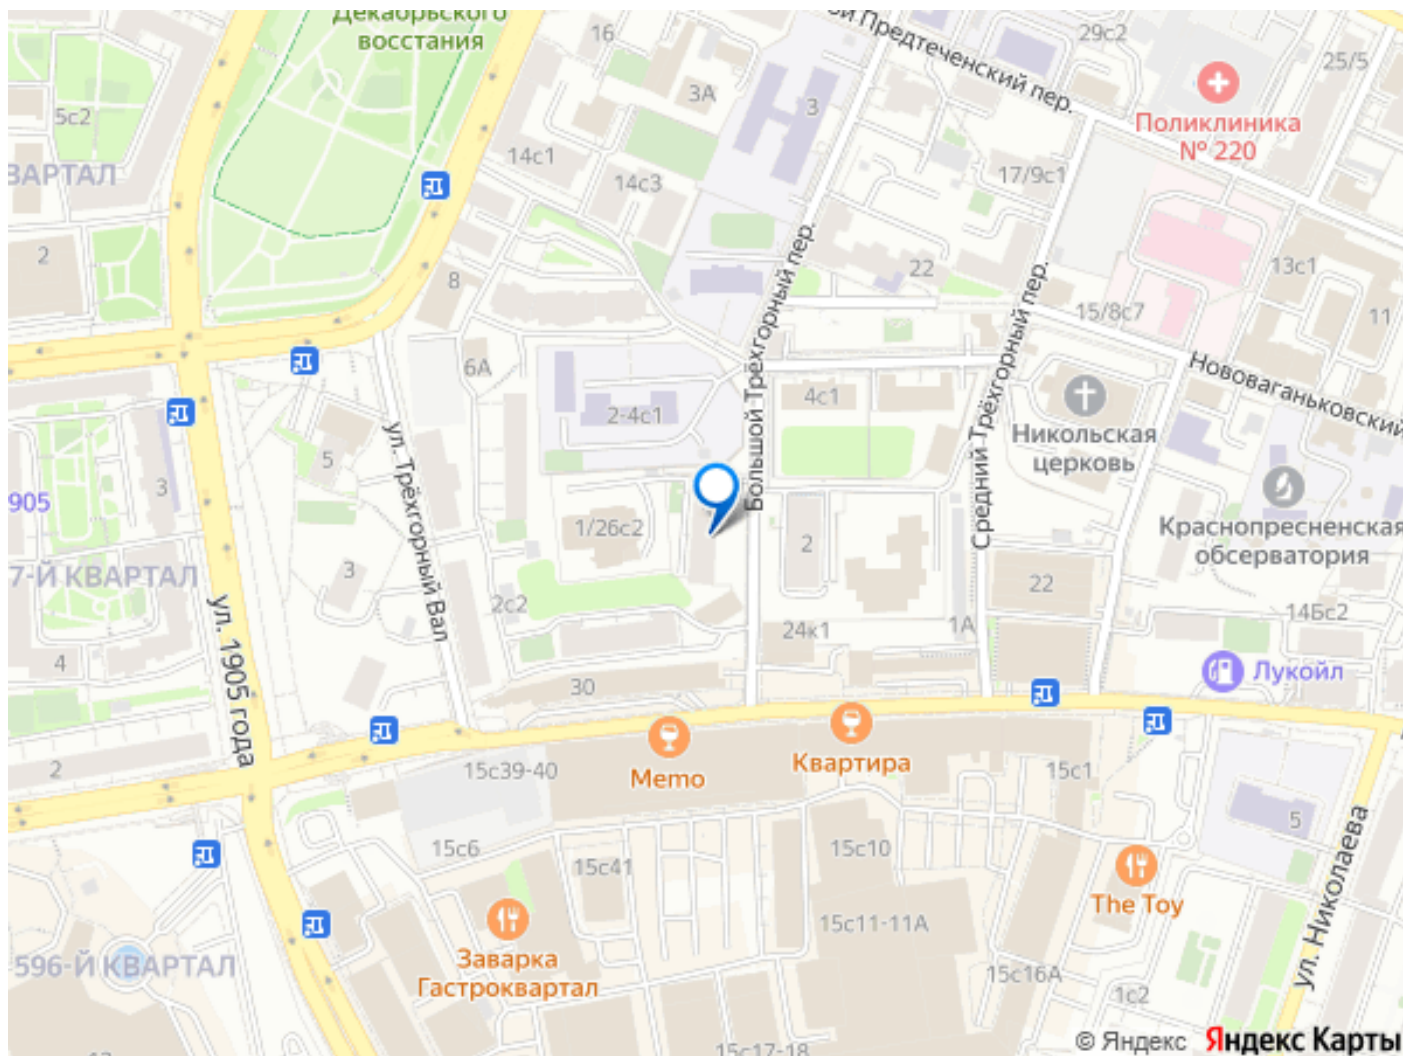 Декабрьского
восстания
16
29с2
25/5
ой Предтеченский пер.
3А
3
5с2
Поликлиника
№ 220
КВАРТАЛ
14с1
14с3
17/9с1
2
8
22
13с1
Большой Трёхгорный пер.
Средний Трёхгорный пер.
15/8с7
11
6А
Нововаганьковский
4с1
2-4с1
Никольская
церковь
ул. Трёхгорный Вал
5
3
1905
1/26с2
2
Краснопресненская
обсерватория
7-Й КВАРТАЛ
3
22
2с2
14Бс2
ул. 1905 года
24к1
1А
4
30
Лукойл
Memo
Квартира
2
15с39-40
15с1
5
15с6
15с41
15с10
ул. Николаева
The Toy
15с11-11А
Заварка
Гастроквартал
596-Й КВАРТАЛ
15с16А
1с2
15с17-18
© Яндекс Яндекс Карты